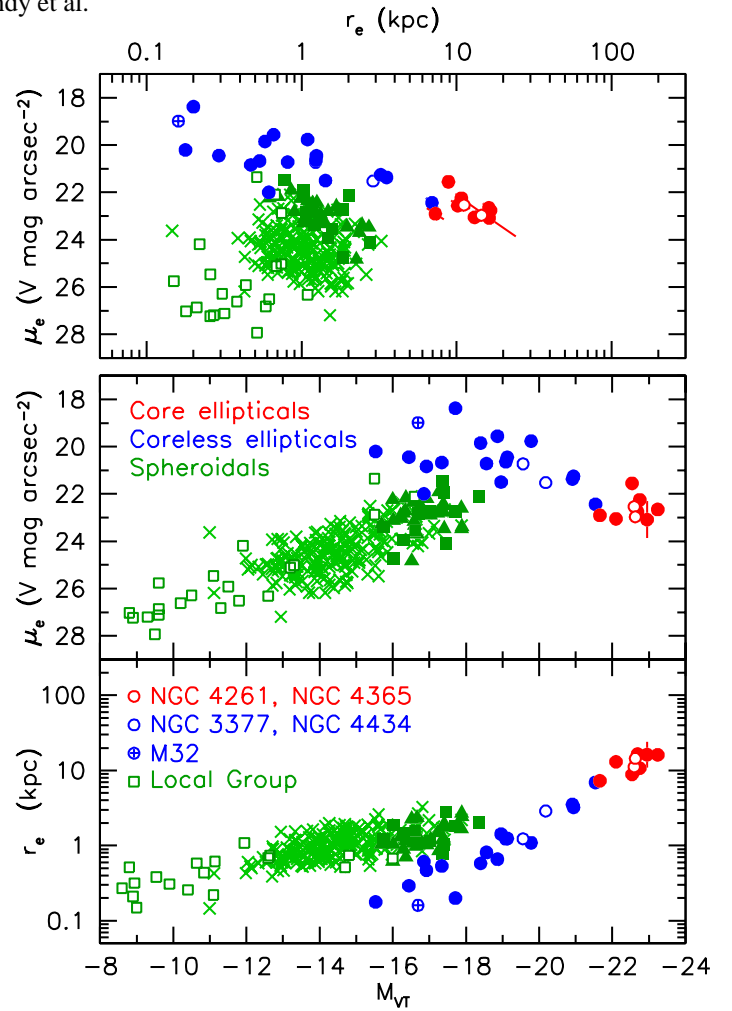 dy et al.
r_e (kpc)
0.1 1 10 100
μ_e (V mag arcsec⁻²)
18
20
22
24
26
28
μ_e (V mag arcsec⁻²)
18
20
22
24
26
28
Core ellipticals
Coreless ellipticals
Spheroidals
r_e (kpc)
100
10
1
0.1
NGC 4261, NGC 4365
NGC 3377, NGC 4434
M32
Local Group
−8 −10 −12 −14 −16 −18 −20 −22 −24
M_VT